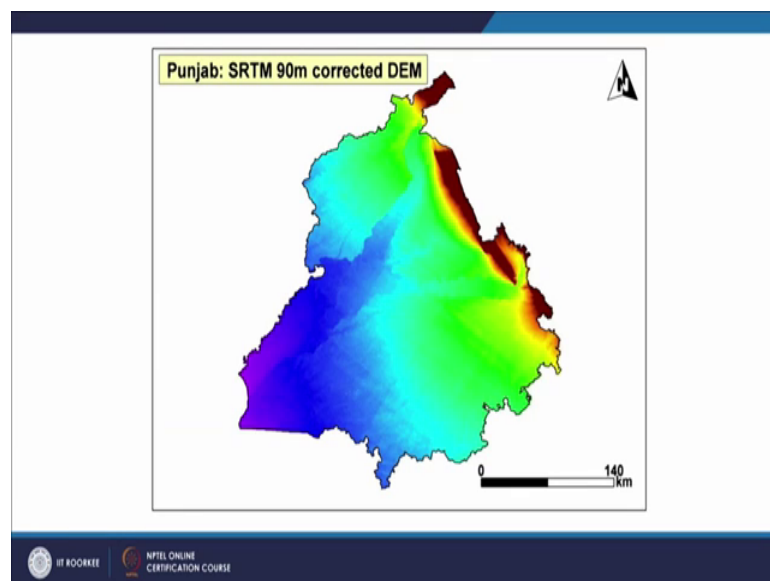 Punjab: SRTM 90m corrected DEM
N
0 140
km
IIT ROORKEE
NPTEL ONLINE
CERTIFICATION COURSE